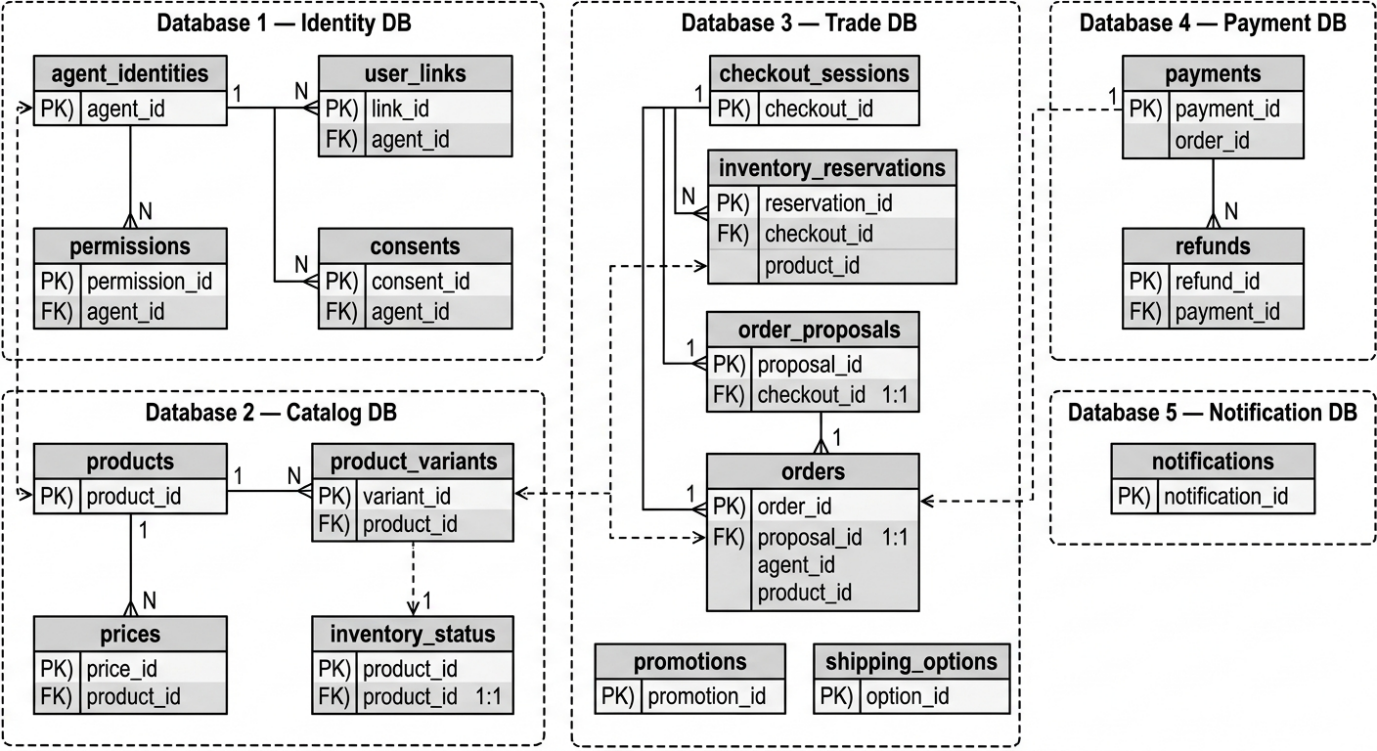 Database 1 — Identity DB
agent_identities
PK) agent_id
1
N
user_links
PK) link_id
FK) agent_id
N
permissions
PK) permission_id
FK) agent_id
N
consents
PK) consent_id
FK) agent_id
Database 2 — Catalog DB
products
PK) product_id
1
N
product_variants
PK) variant_id
FK) product_id
1
N
prices
PK) price_id
FK) product_id
1
inventory_status
PK) product_id
FK) product_id 1:1
Database 3 — Trade DB
checkout_sessions
1
PK) checkout_id
inventory_reservations
N
PK) reservation_id
FK) checkout_id
product_id
order_proposals
1
PK) proposal_id
FK) checkout_id 1:1
1
orders
1
PK) order_id
FK) proposal_id 1:1
agent_id
product_id
promotions
PK) promotion_id
shipping_options
PK) option_id
Database 4 — Payment DB
payments
1
PK) payment_id
order_id
N
refunds
PK) refund_id
FK) payment_id
Database 5 — Notification DB
notifications
PK) notification_id